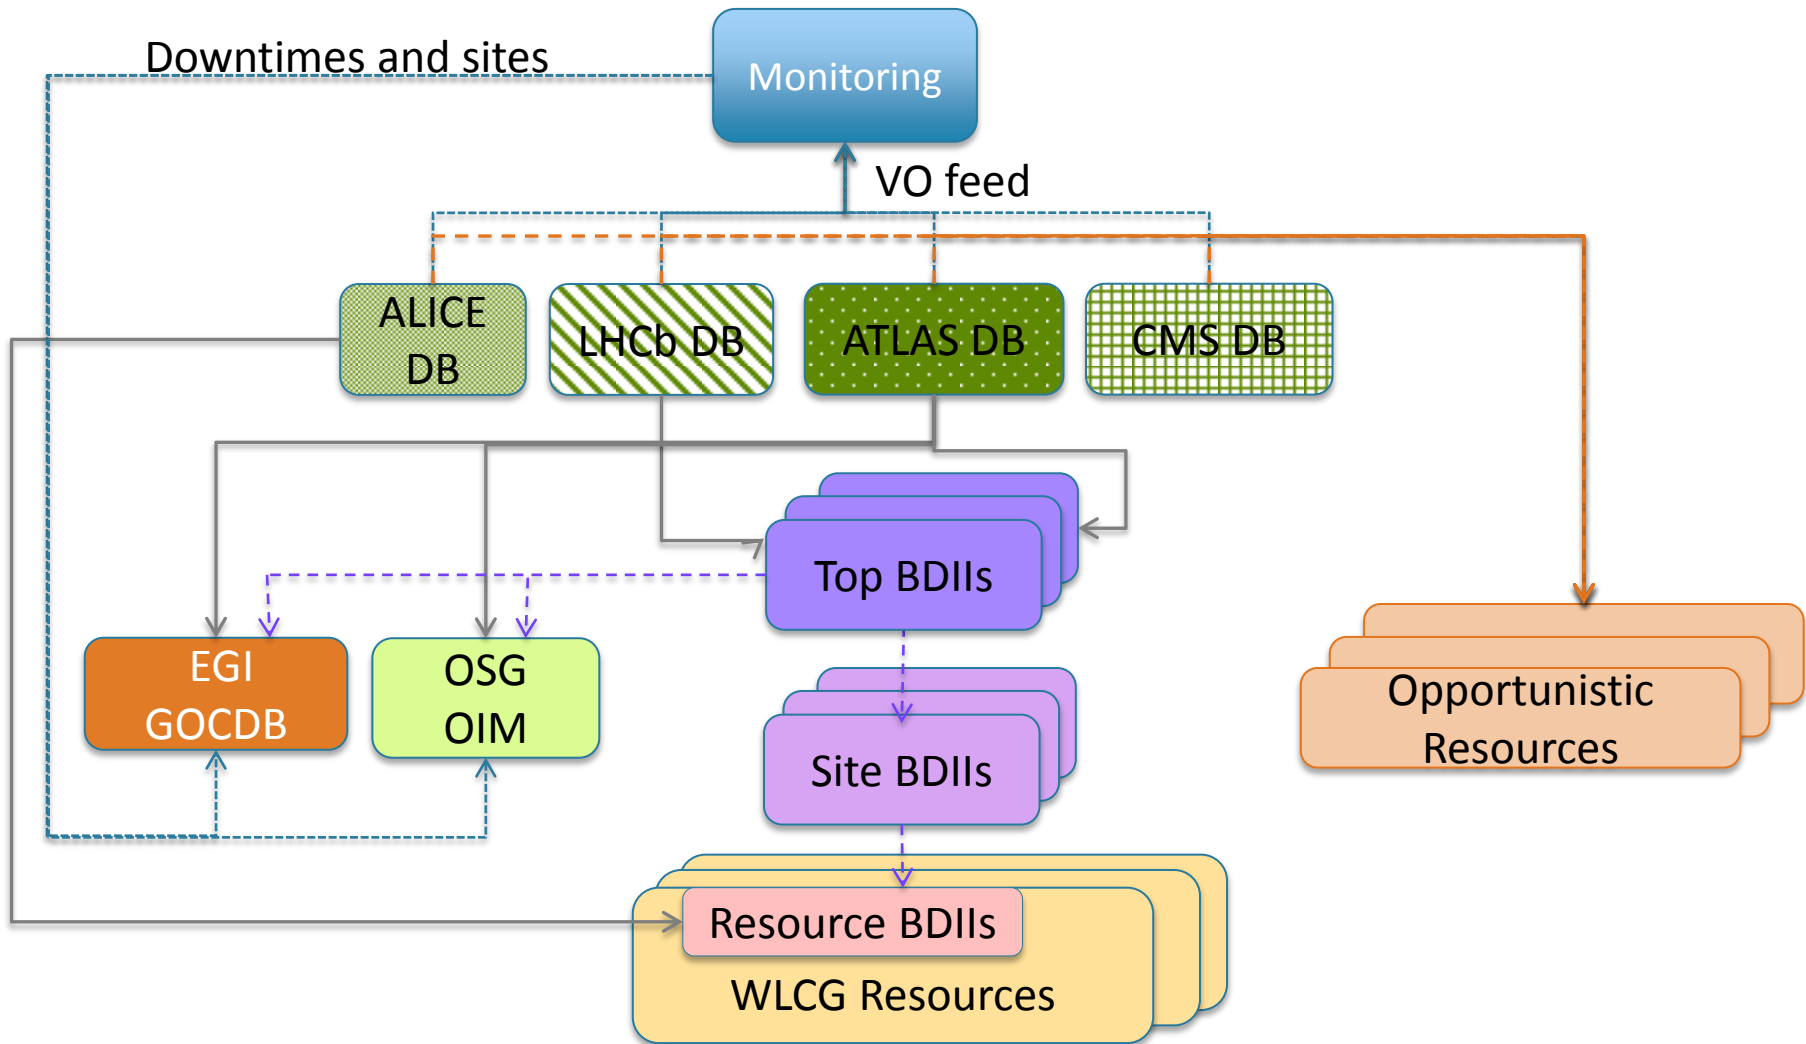 Downtimes and sites
Monitoring
VO feed
ALICE
DB
LHCb DB
ATLAS DB
CMS DB
Top BDIIs
EGI
GOCDB
OSG
OIM
Opportunistic
Resources
Site BDIIs
Resource BDIIs
WLCG Resources